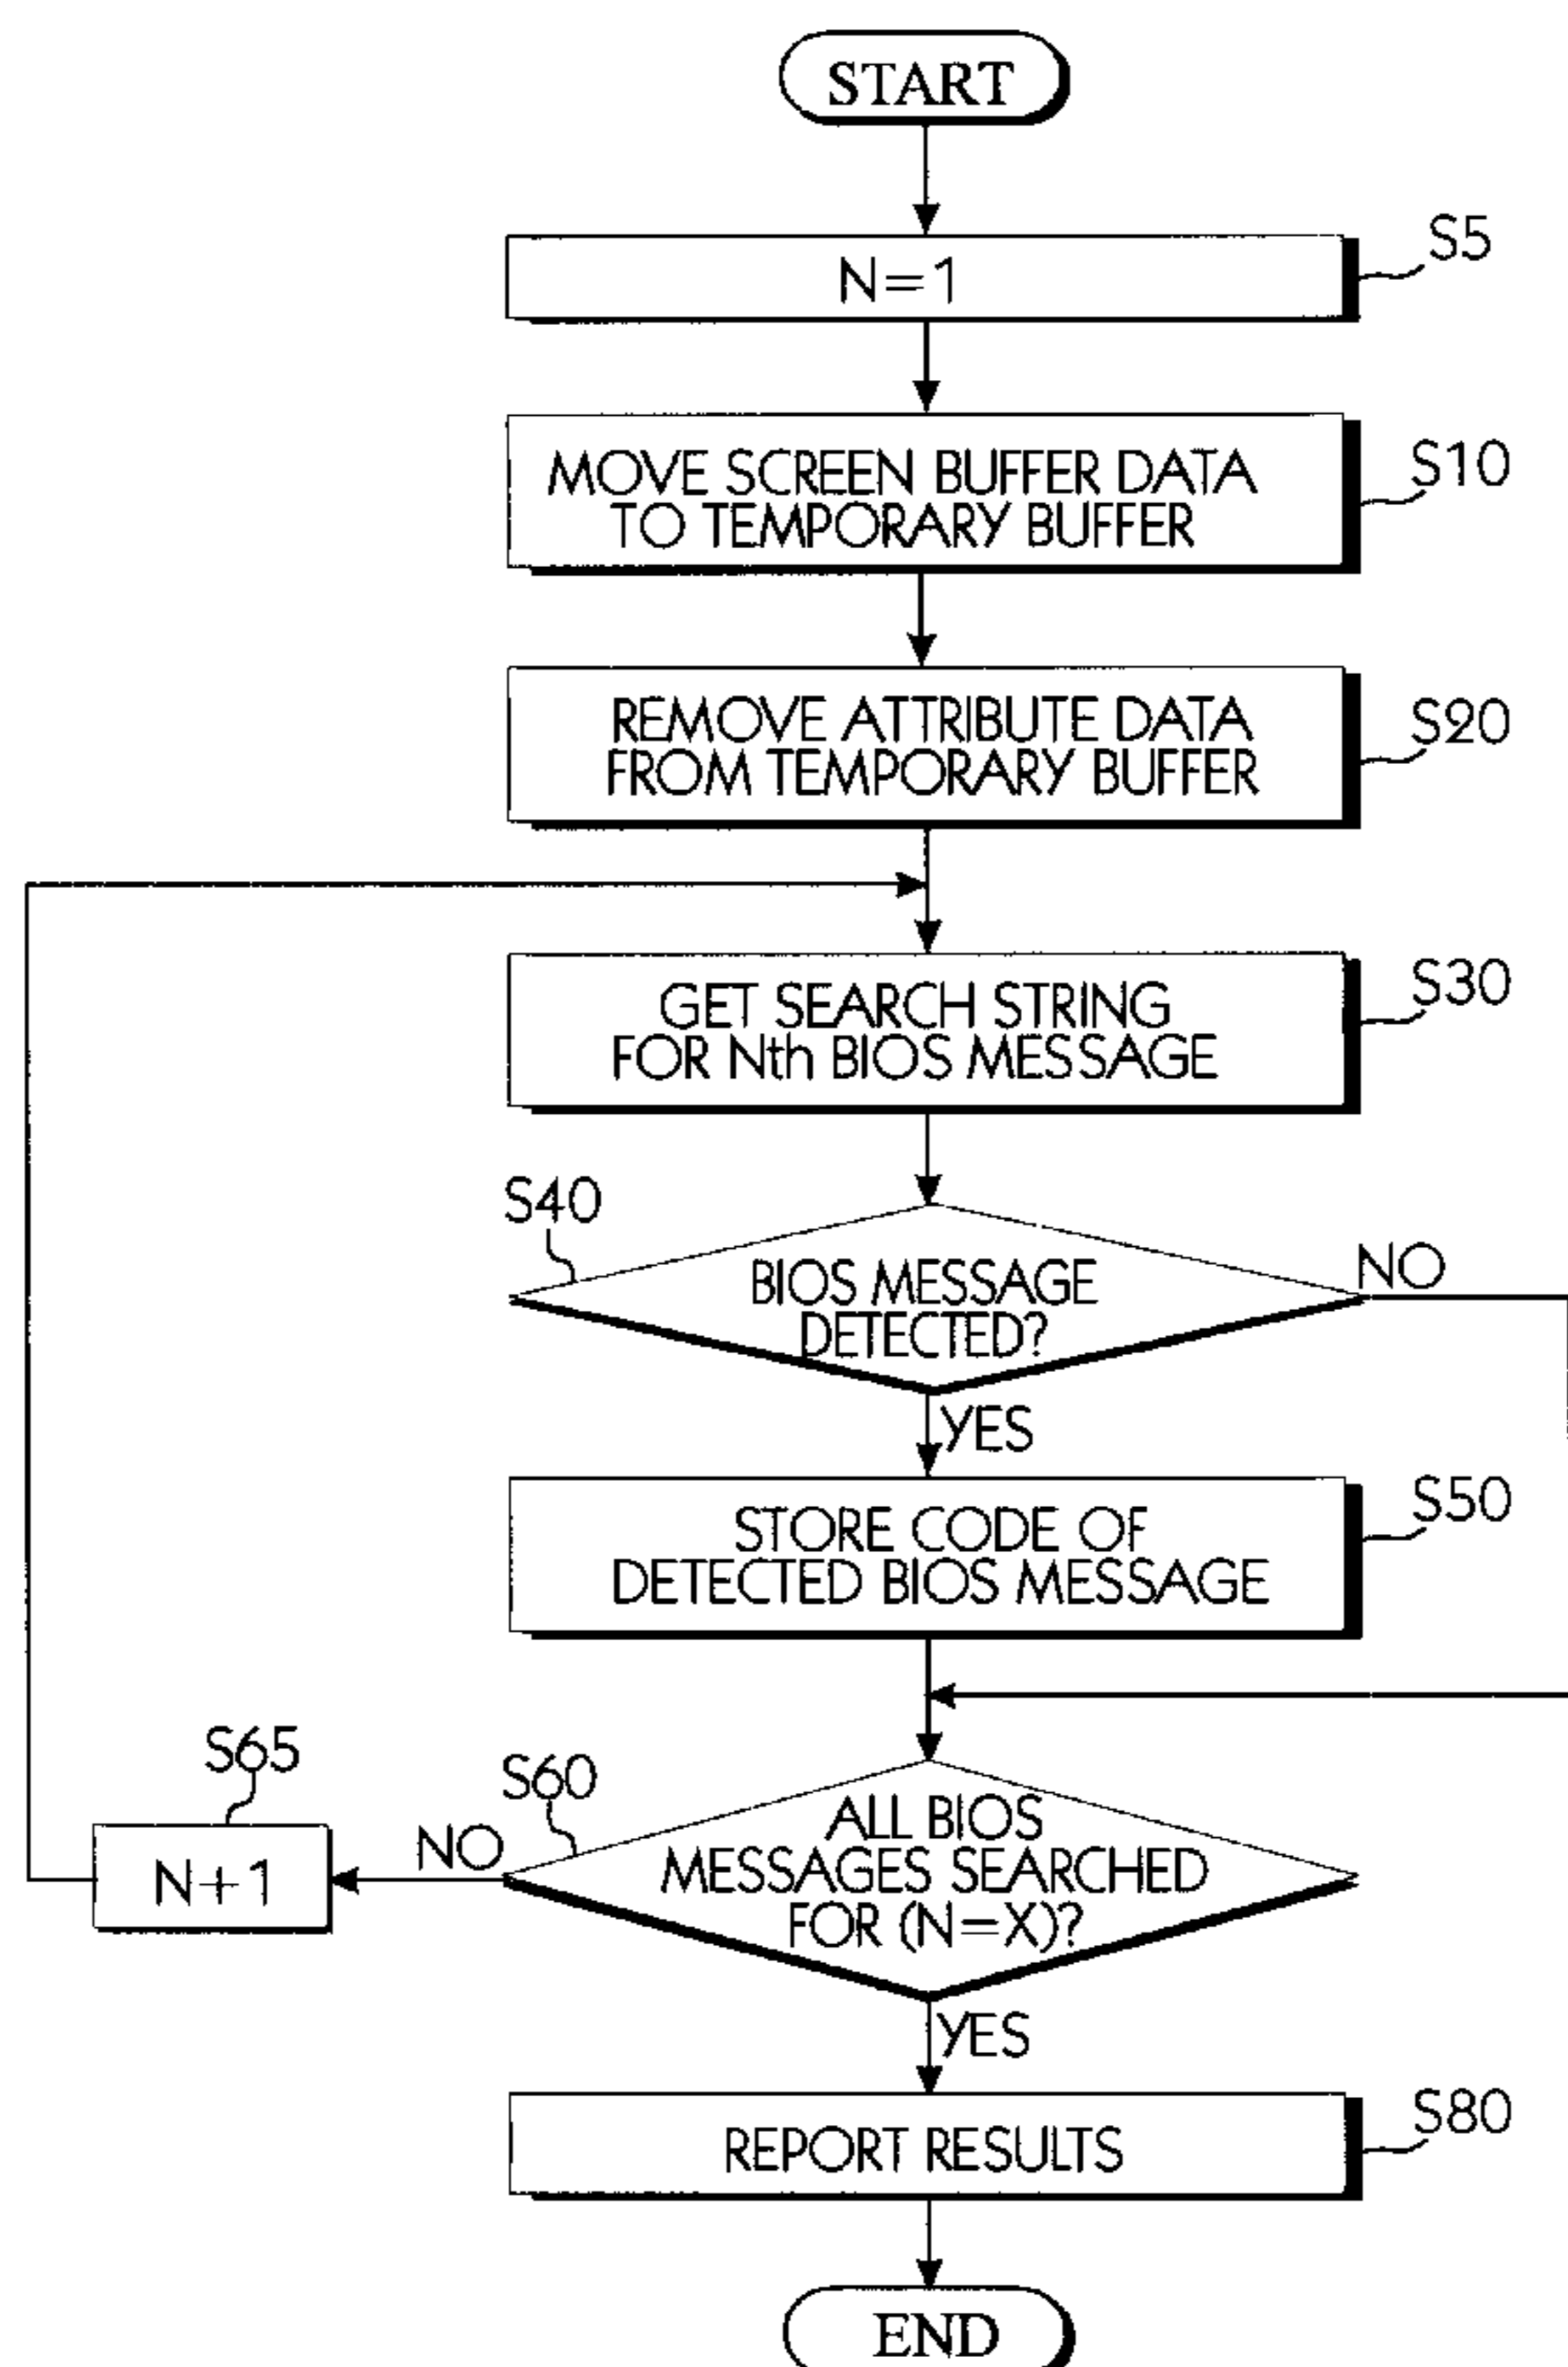 START
N=1
S5
MOVE SCREEN BUFFER DATA
TO TEMPORARY BUFFER
S10
REMOVE ATTRIBUTE DATA
FROM TEMPORARY BUFFER
S20
GET SEARCH STRING
FOR Nth BIOS MESSAGE
S30
S40
BIOS MESSAGE
DETECTED?
NO
YES
STORE CODE OF
DETECTED BIOS MESSAGE
S50
S65
S60
ALL BIOS
MESSAGES SEARCHED
FOR (N=X)?
NO
N+1
YES
REPORT RESULTS
S80
END